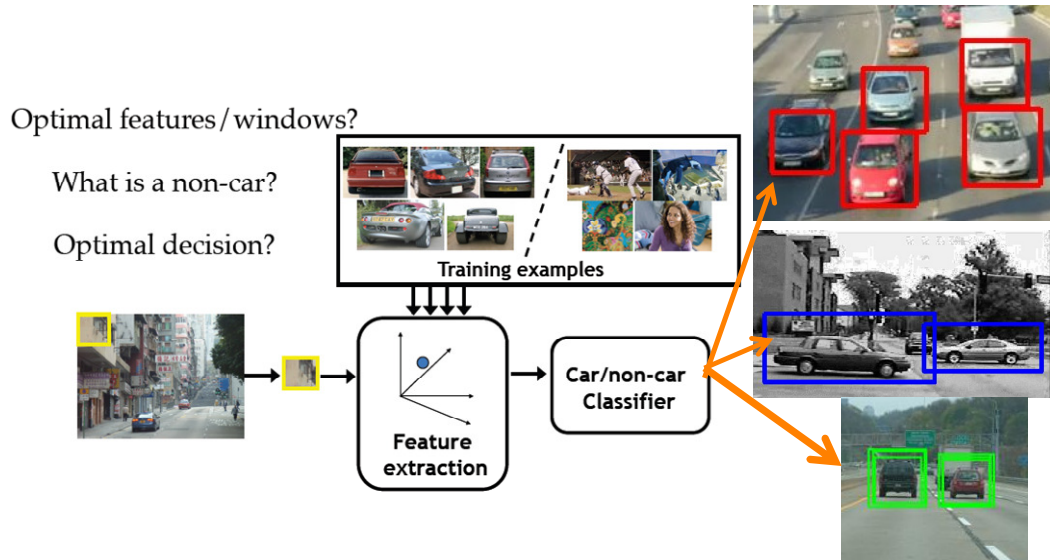 Optimal features/windows?
What is a non-car?
Optimal decision?
Training examples
Feature
extraction
Car/non-car
Classifier